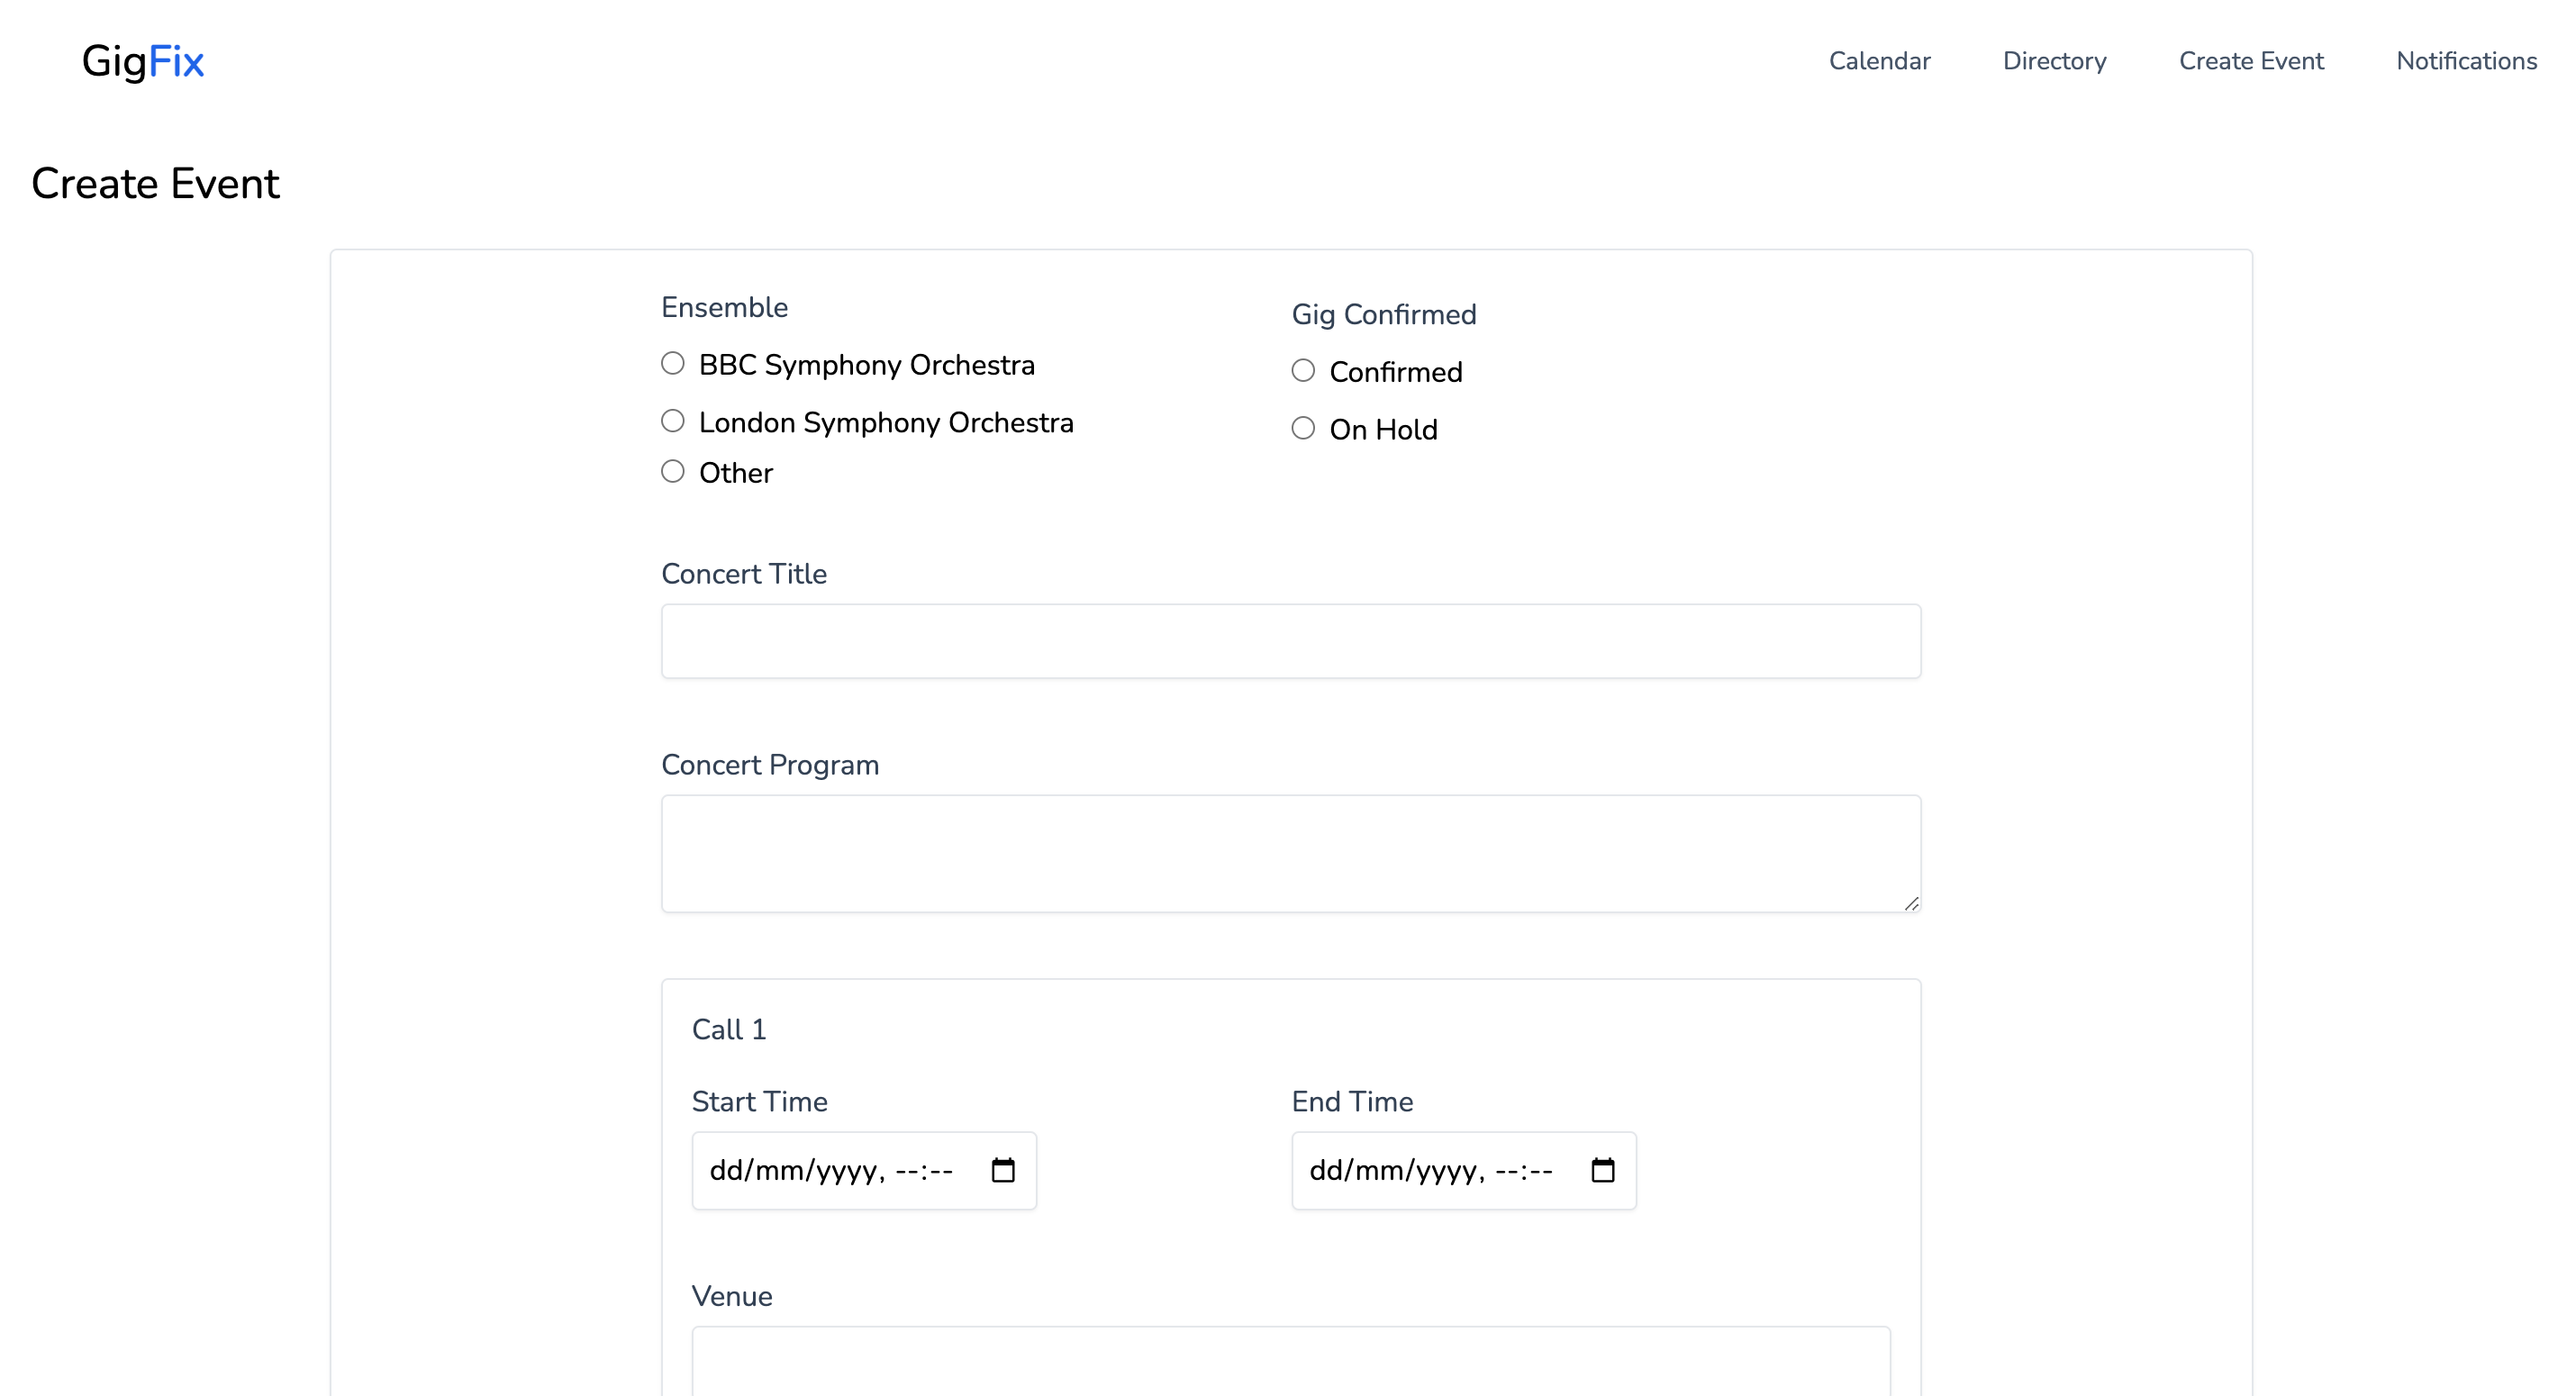 GigFix
Calendar Directory Create Event Notifications
Create Event
Ensemble
BBC Symphony Orchestra
London Symphony Orchestra
Other
Gig Confirmed
Confirmed
On Hold
Concert Title
Concert Program
Call 1
Start Time
dd/mm/yyyy, --:--
End Time
dd/mm/yyyy, --:--
Venue